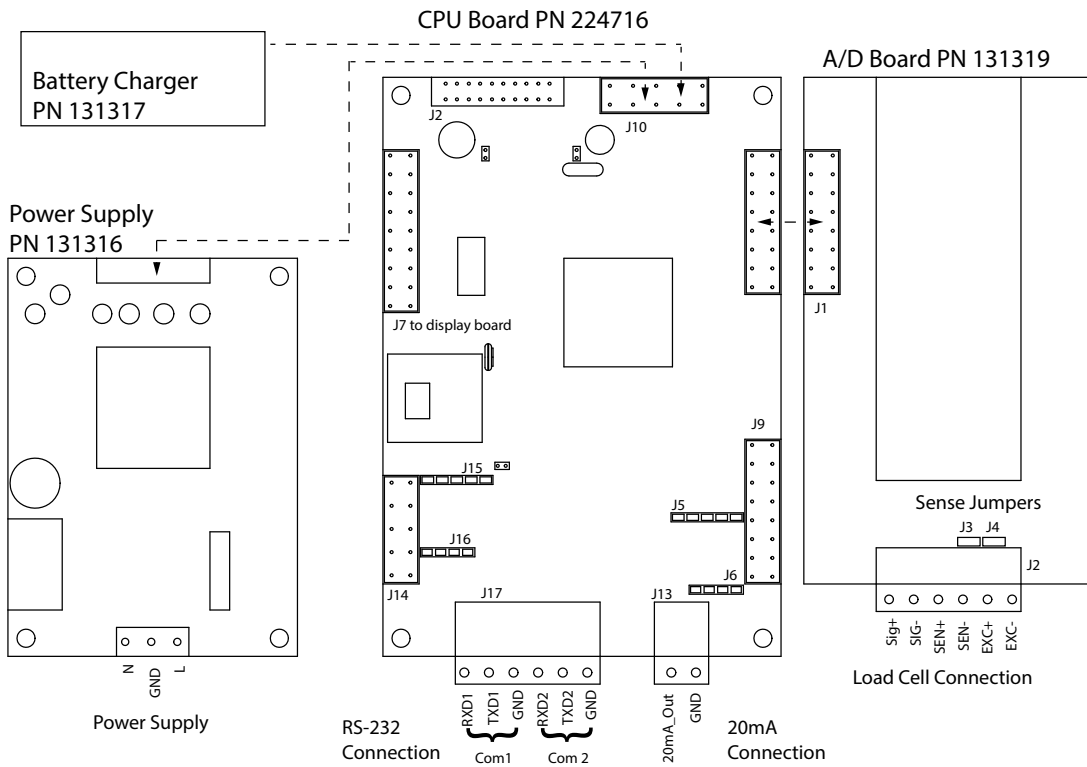 CPU Board PN 224716
Battery Charger
PN 131317
A/D Board PN 131319
J2
J10
Power Supply
PN 131316
J1
J7 to display board
J9
J15
Sense Jumpers
J5
J3
J4
J16
J2
J6
J14
J17
J13
Sig+
SIG-
SEN+
SEN-
EXC+
EXC-
N
GND
L
Load Cell Connection
RXD1
TXD1
GND
RXD2
TXD2
GND
20mA_Out
GND
Power Supply
RS-232
Connection
20mA
Connection
Com1
Com 2